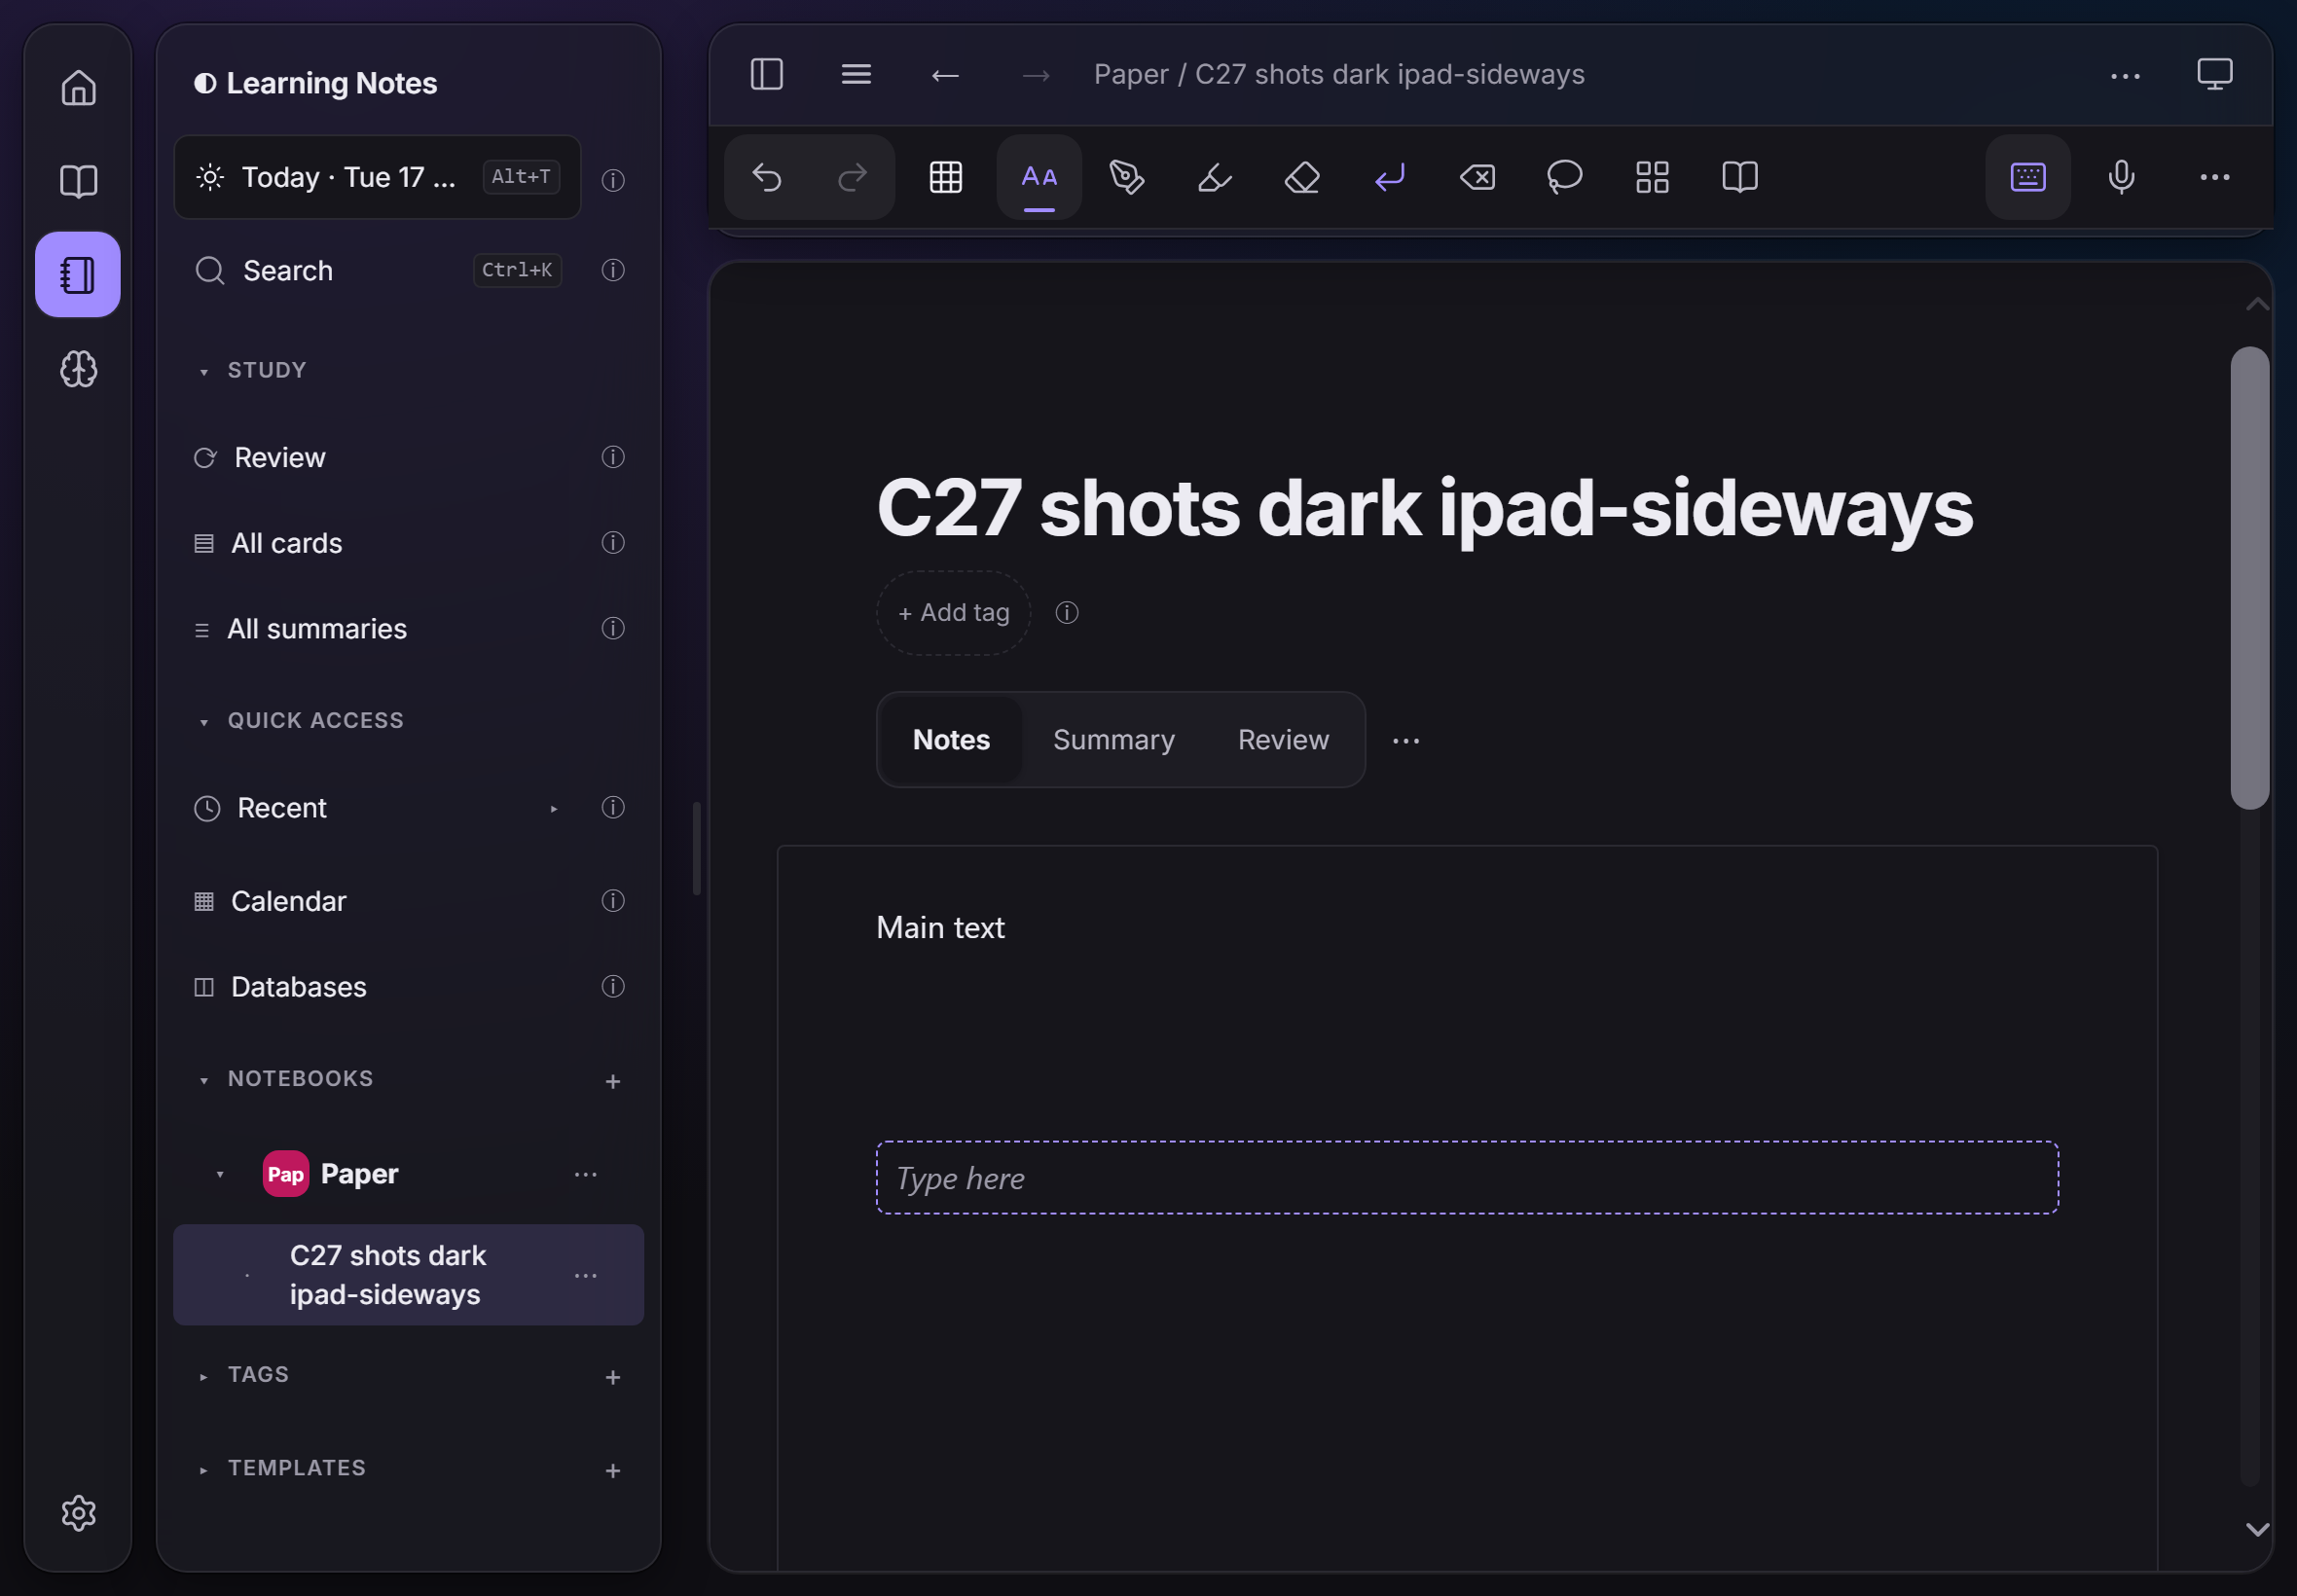 Learning Notes
Today · Tue 17 ... Alt+T
Search Ctrl+K
STUDY
Review
All cards
All summaries
QUICK ACCESS
Recent
Calendar
Databases
NOTEBOOKS
Pap Paper
C27 shots dark
ipad-sideways
TAGS
TEMPLATES
Paper / C27 shots dark ipad-sideways
AA
C27 shots dark ipad-sideways
+ Add tag
Notes Summary Review
Main text
Type here